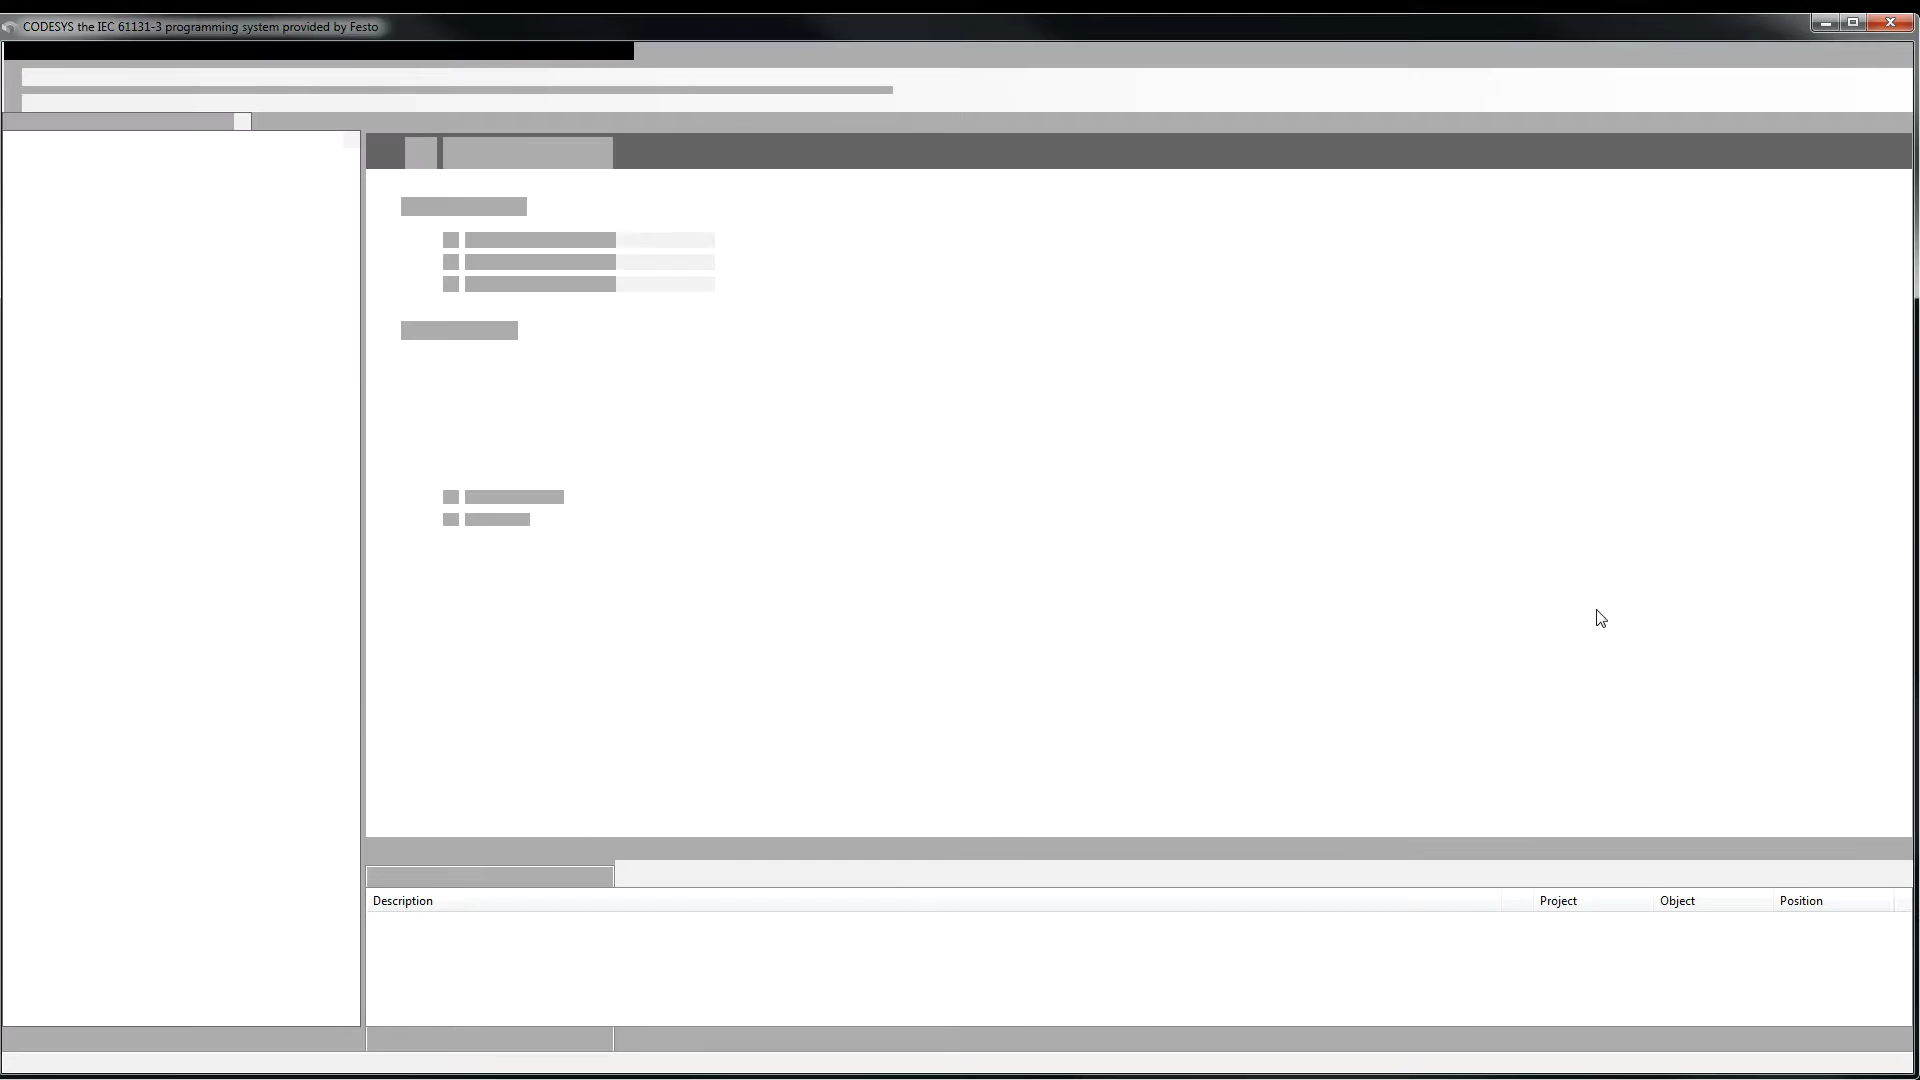 CODESYS the IEC 61131-3 programming system provided by Festo
Description Project Object Position